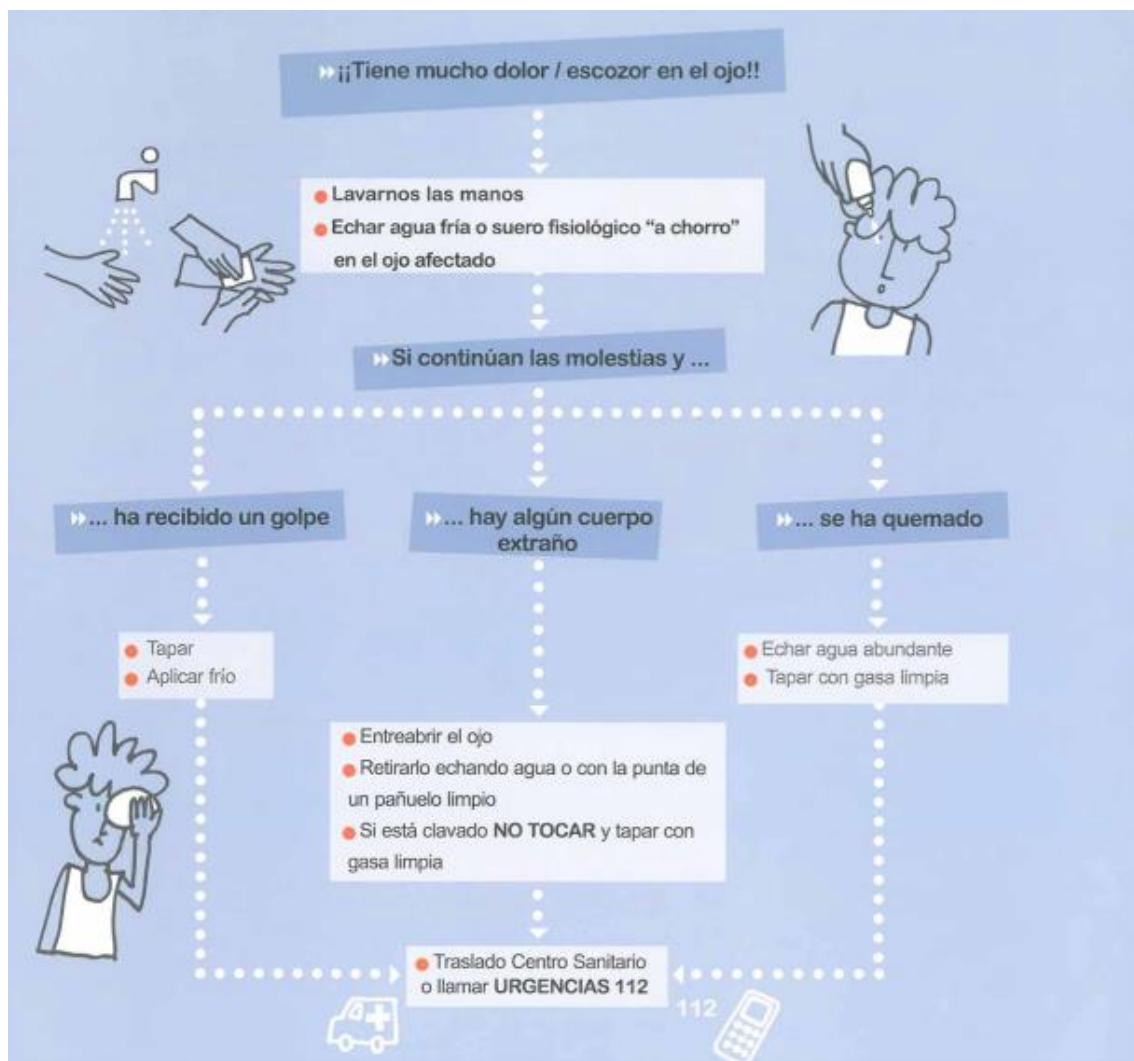 ¡¡Tiene mucho dolor / escozor en el ojo!!
Lavarnos las manos
Echar agua fría o suero fisiológico “a chorro”
en el ojo afectado
Si continúan las molestias y ...
... ha recibido un golpe
... hay algún cuerpo
extraño
... se ha quemado
Tapar
Aplicar frío
Echar agua abundante
Tapar con gasa limpia
Entreabrir el ojo
Retirarlo echando agua o con la punta de
un pañuelo limpio
Si está clavado NO TOCAR y tapar con
gasa limpia
Traslado Centro Sanitario
o llamar URGENCIAS 112
112